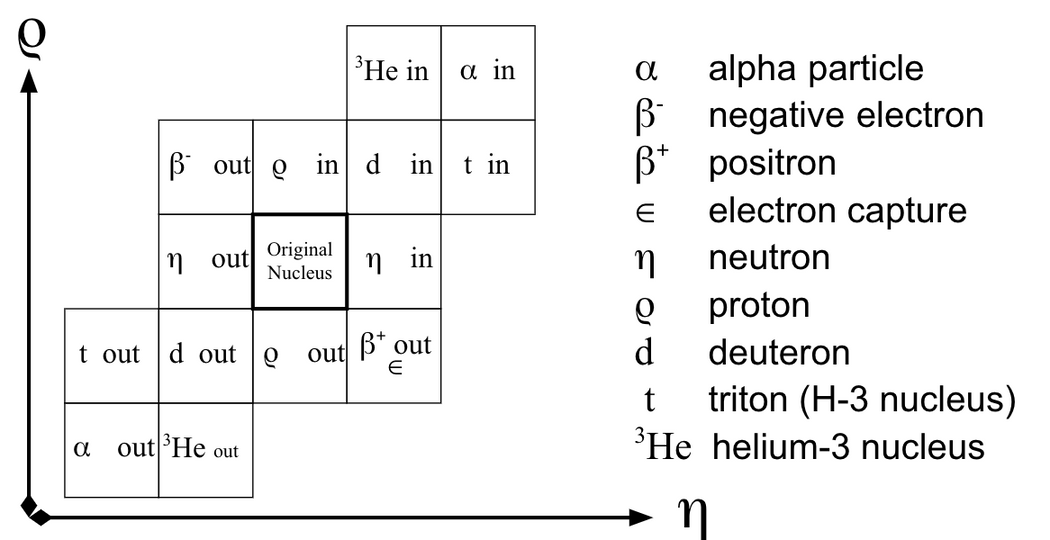 ϱ
³He in
α in
β⁻ out
ϱ in
d in
t in
η out
Original
Nucleus
η in
t out
d out
ϱ out
β⁺ out
∈
α out
³He out
η
α alpha particle
β⁻ negative electron
β⁺ positron
∈ electron capture
η neutron
ϱ proton
d deuteron
t triton (H-3 nucleus)
³He helium-3 nucleus